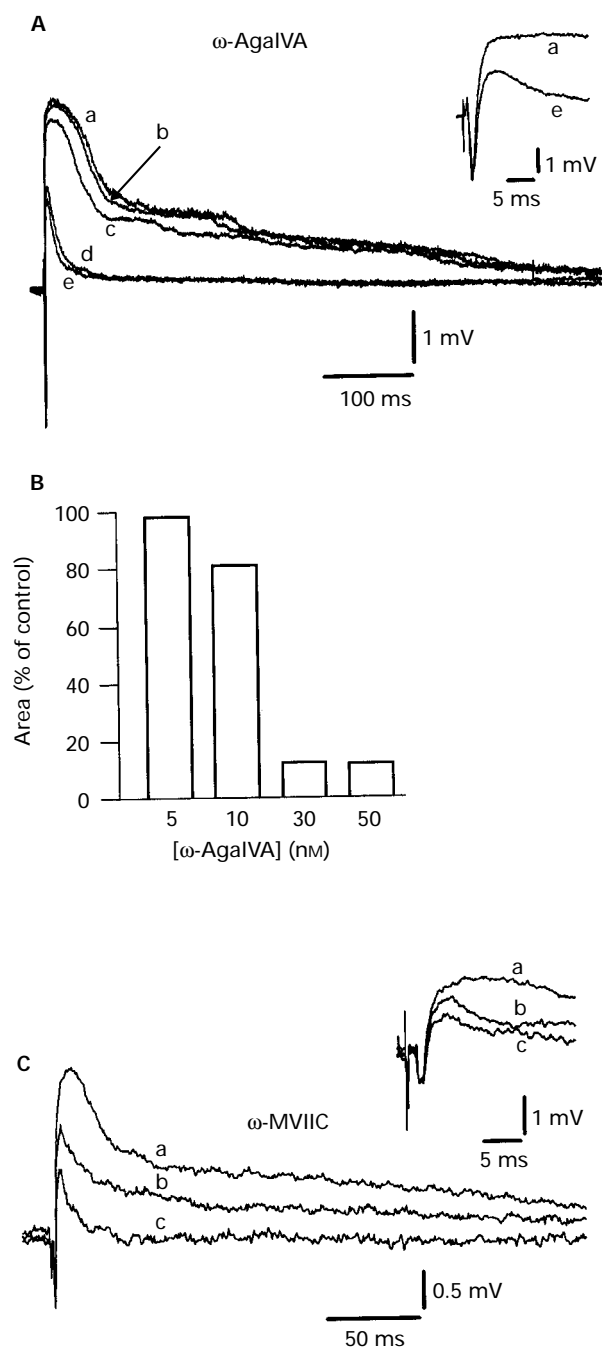 A
ω-AgaIVA
a
b
c
d
e
1 mV
100 ms
a
e
1 mV
5 ms
B
Area (% of control)
100
80
60
40
20
0
5 10 30 50
[ω-AgaIVA] (nM)
C
ω-MVIIC
a
b
c
0.5 mV
50 ms
a
b
c
1 mV
5 ms